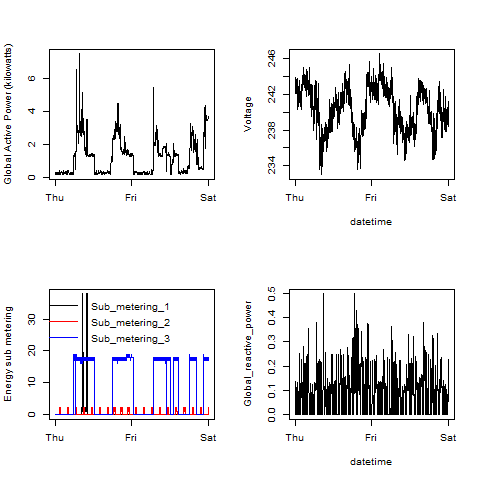 Global Active Power (kilowatts)
0 2 4 6
Thu Fri Sat
Voltage
234 238 242 246
Thu Fri Sat
datetime
Energy sub metering
0 10 20 30
Sub_metering_1
Sub_metering_2
Sub_metering_3
Thu Fri Sat
Global_reactive_power
0.0 0.1 0.2 0.3 0.4 0.5
Thu Fri Sat
datetime